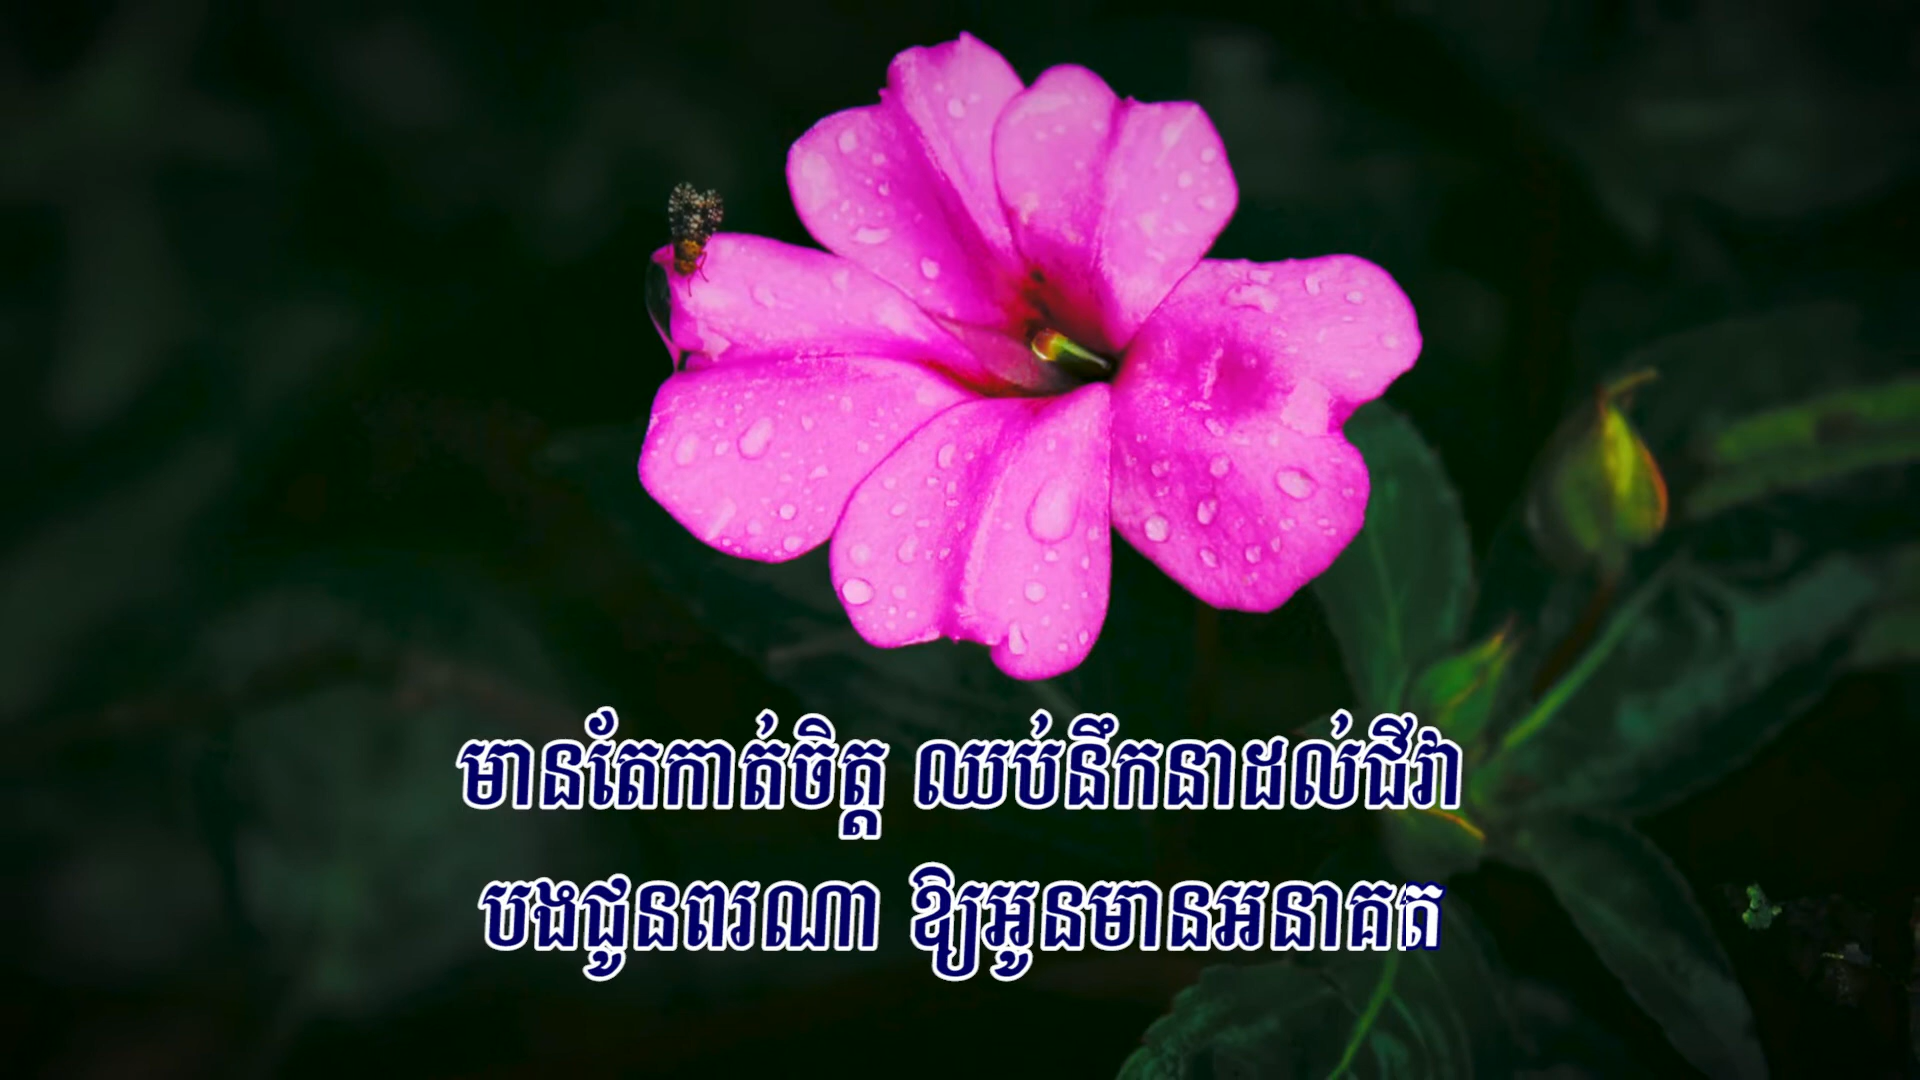 មានតែកាត់ចិត្ត ឈប់នឹកនាដល់ជីវ៉ា
បងជូនពរណា ឱ្យអូនមានអនាគត